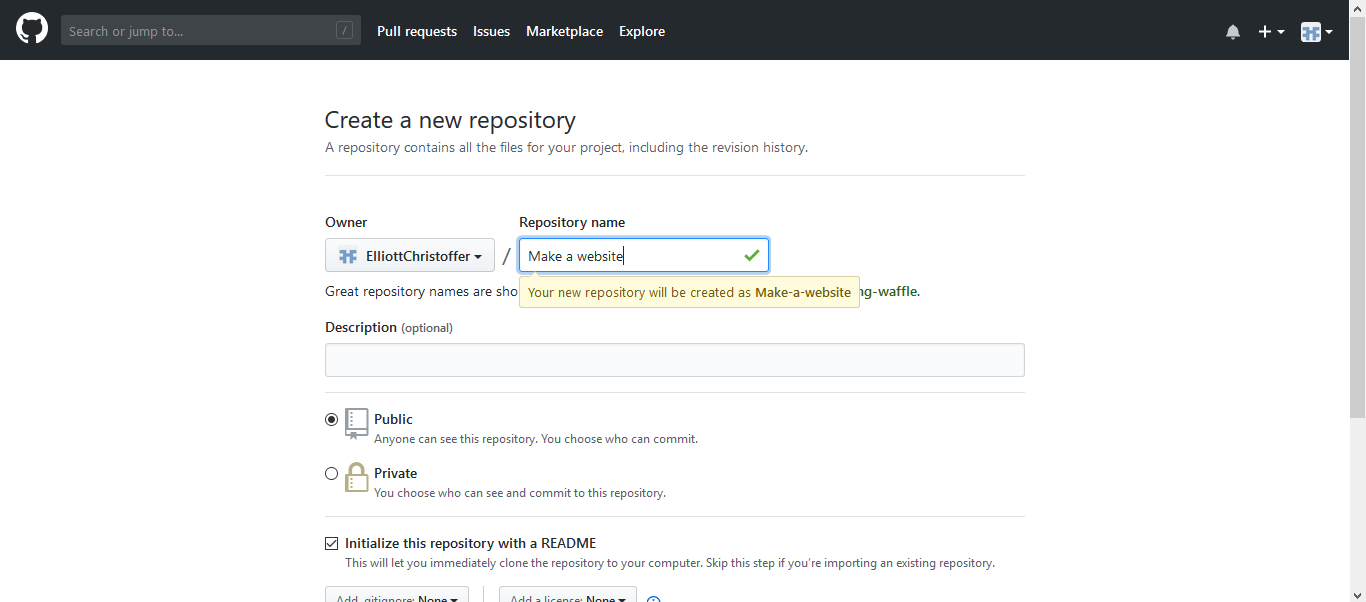 Search or jump to... / Pull requests Issues Marketplace Explore
Create a new repository
A repository contains all the files for your project, including the revision history.
Owner Repository name
ElliottChristoffer / Make a website
Great repository names are sho
Your new repository will be created as Make-a-website
ng-waffle.
Description (optional)
Public
Anyone can see this repository. You choose who can commit.
Private
You choose who can see and commit to this repository.
Initialize this repository with a README
This will let you immediately clone the repository to your computer. Skip this step if you're importing an existing repository.
Add .gitignore: None Add a license: None